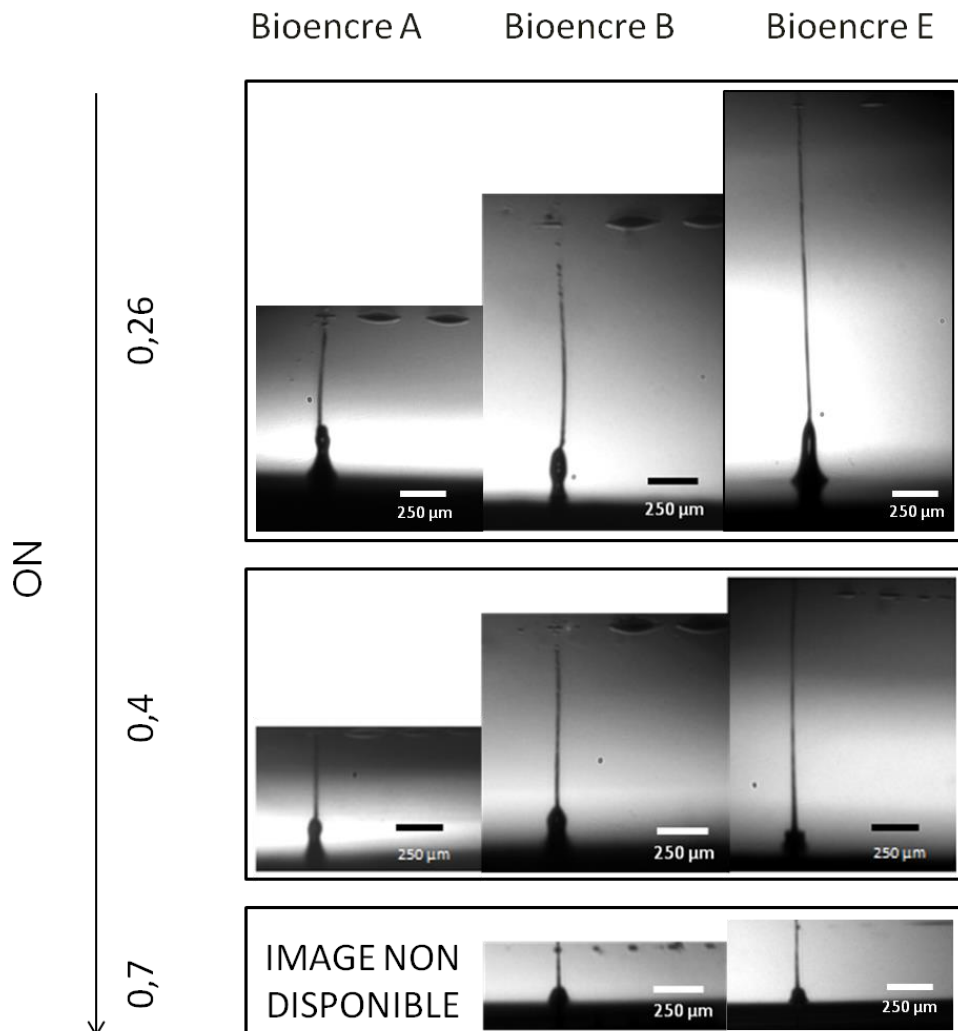 Bioencre A Bioencre B Bioencre E
ON
0,26
250 µm 250 µm 250 µm
0,4
250 µm 250 µm 250 µm
0,7
IMAGE NON
DISPONIBLE
250 µm 250 µm